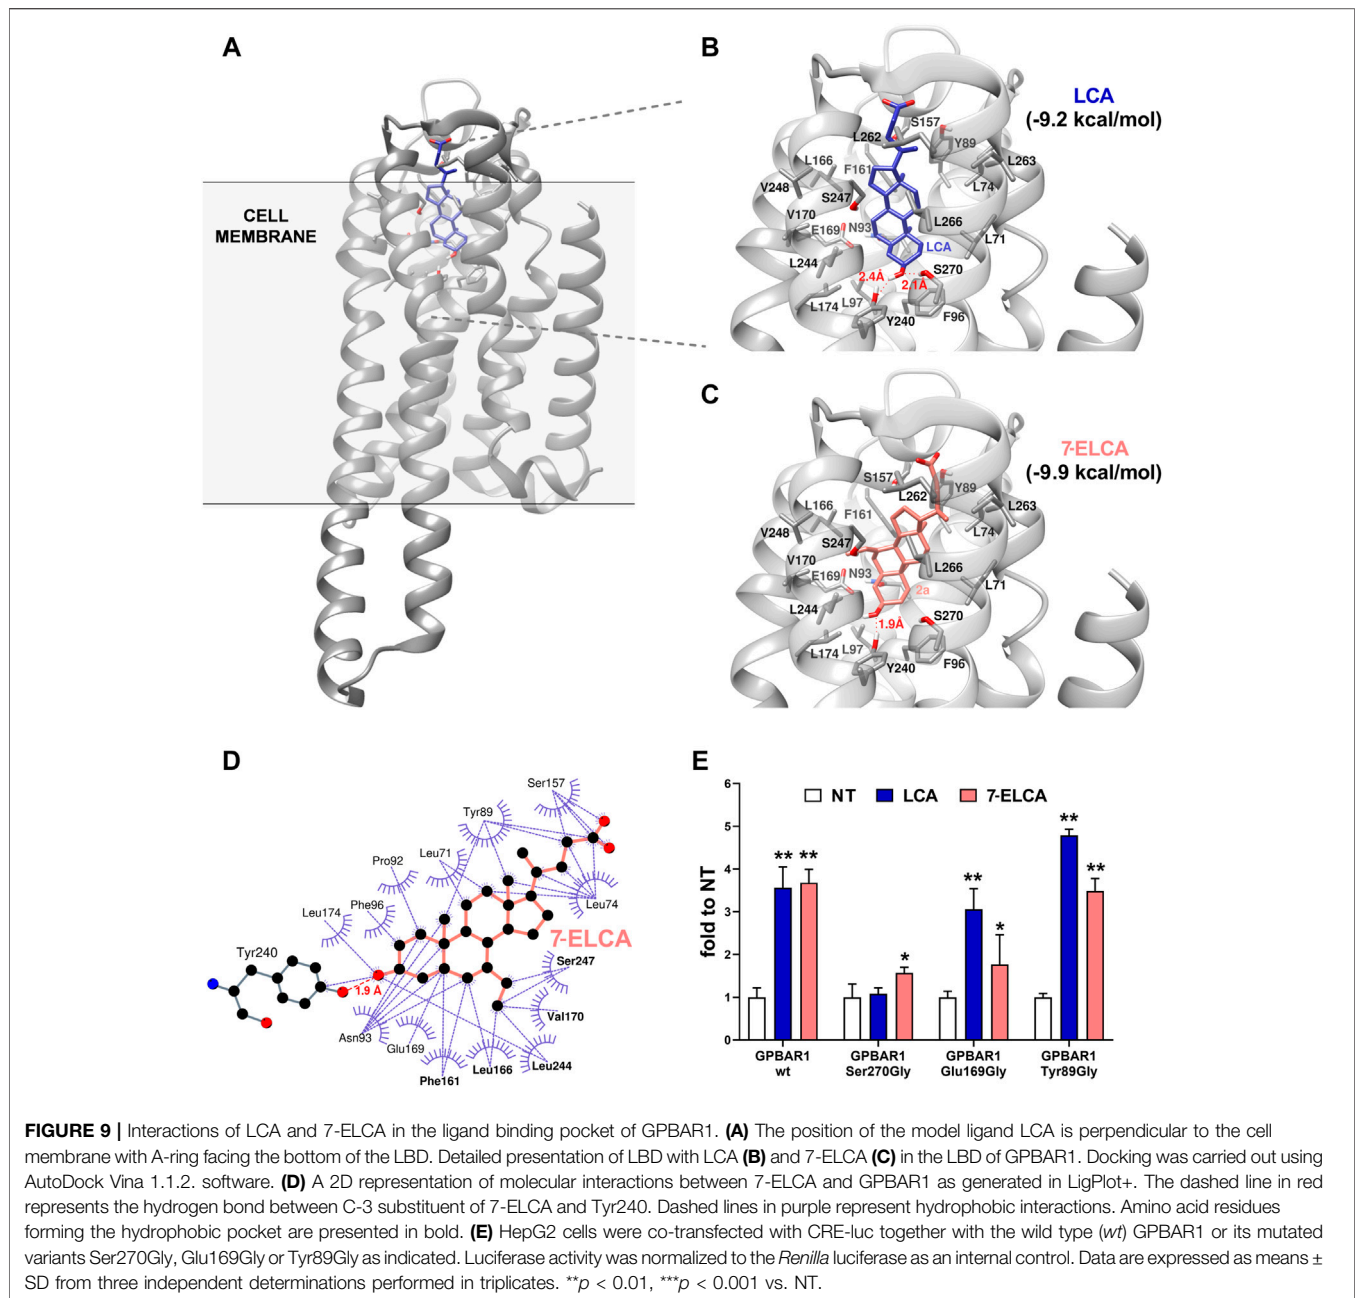 A
CELL
MEMBRANE
B
LCA
(-9.2 kcal/mol)
S157
L262
Y89
L166
F161
L263
V248
L74
S247
V170
L266
E169
N93
L71
LCA
L244
S270
2.4Å
2.1Å
L174
L97
Y240
F96
C
7-ELCA
(-9.9 kcal/mol)
S157
L262
Y89
L166
F161
L263
V248
L74
S247
V170
L266
E169
N93
L71
2a
L244
S270
1.9Å
L174
L97
Y240
F96
D
Ser157
Tyr89
Leu71
Pro92
Leu74
Phe96
Leu174
7-ELCA
Tyr240
Ser247
1.9 Å
Val170
Asn93
Glu169
Leu244
Leu166
Phe161
E
6
NT LCA 7-ELCA
5
4
3
2
1
0
fold to NT
** ** * ** * ** **
GPBAR1 GPBAR1 GPBAR1 GPBAR1
wt Ser270Gly Glu169Gly Tyr89Gly
FIGURE 9 | Interactions of LCA and 7-ELCA in the ligand binding pocket of GPBAR1. (A) The position of the model ligand LCA is perpendicular to the cell
membrane with A-ring facing the bottom of the LBD. Detailed presentation of LBD with LCA (B) and 7-ELCA (C) in the LBD of GPBAR1. Docking was carried out using
AutoDock Vina 1.1.2. software. (D) A 2D representation of molecular interactions between 7-ELCA and GPBAR1 as generated in LigPlot+. The dashed line in red
represents the hydrogen bond between C-3 substituent of 7-ELCA and Tyr240. Dashed lines in purple represent hydrophobic interactions. Amino acid residues
forming the hydrophobic pocket are presented in bold. (E) HepG2 cells were co-transfected with CRE-luc together with the wild type (wt) GPBAR1 or its mutated
variants Ser270Gly, Glu169Gly or Tyr89Gly as indicated. Luciferase activity was normalized to the Renilla luciferase as an internal control. Data are expressed as means ±
SD from three independent determinations performed in triplicates. **p < 0.01, ***p < 0.001 vs. NT.